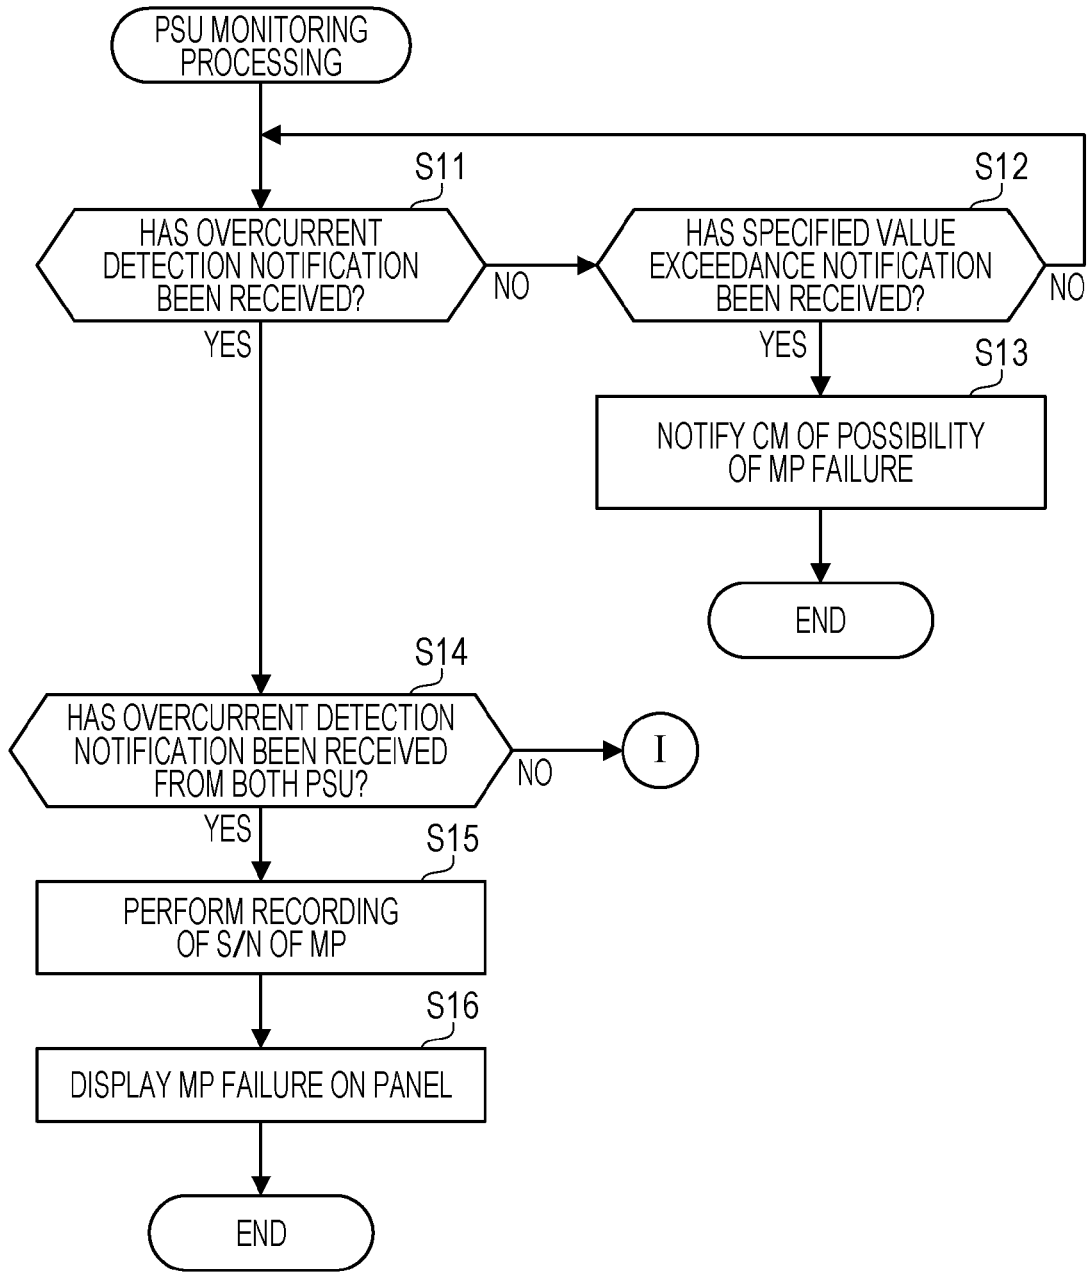 PSU MONITORING
PROCESSING
S11
HAS OVERCURRENT
DETECTION NOTIFICATION
BEEN RECEIVED?
NO
YES
S12
HAS SPECIFIED VALUE
EXCEEDANCE NOTIFICATION
BEEN RECEIVED?
NO
YES
S13
NOTIFY CM OF POSSIBILITY
OF MP FAILURE
END
S14
HAS OVERCURRENT DETECTION
NOTIFICATION BEEN RECEIVED
FROM BOTH PSU?
NO
I
YES
S15
PERFORM RECORDING
OF S/N OF MP
S16
DISPLAY MP FAILURE ON PANEL
END